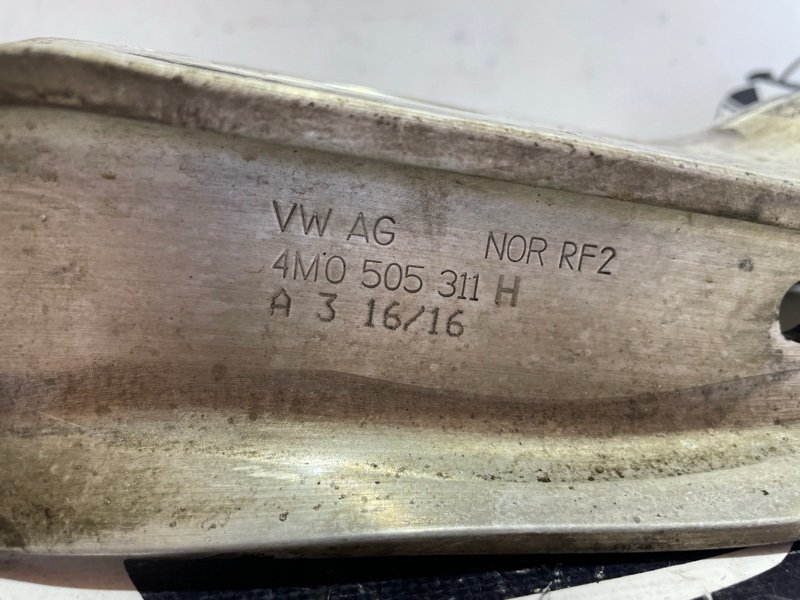 VW AG NOR RF2
4M0 505 311 H
A 3 16/16